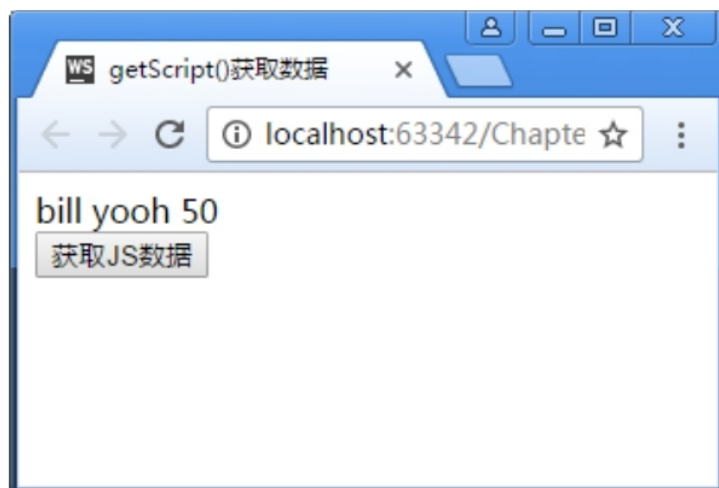 WS getScript()获取数据
localhost:63342/Chapte
bill yooh 50
获取JS数据